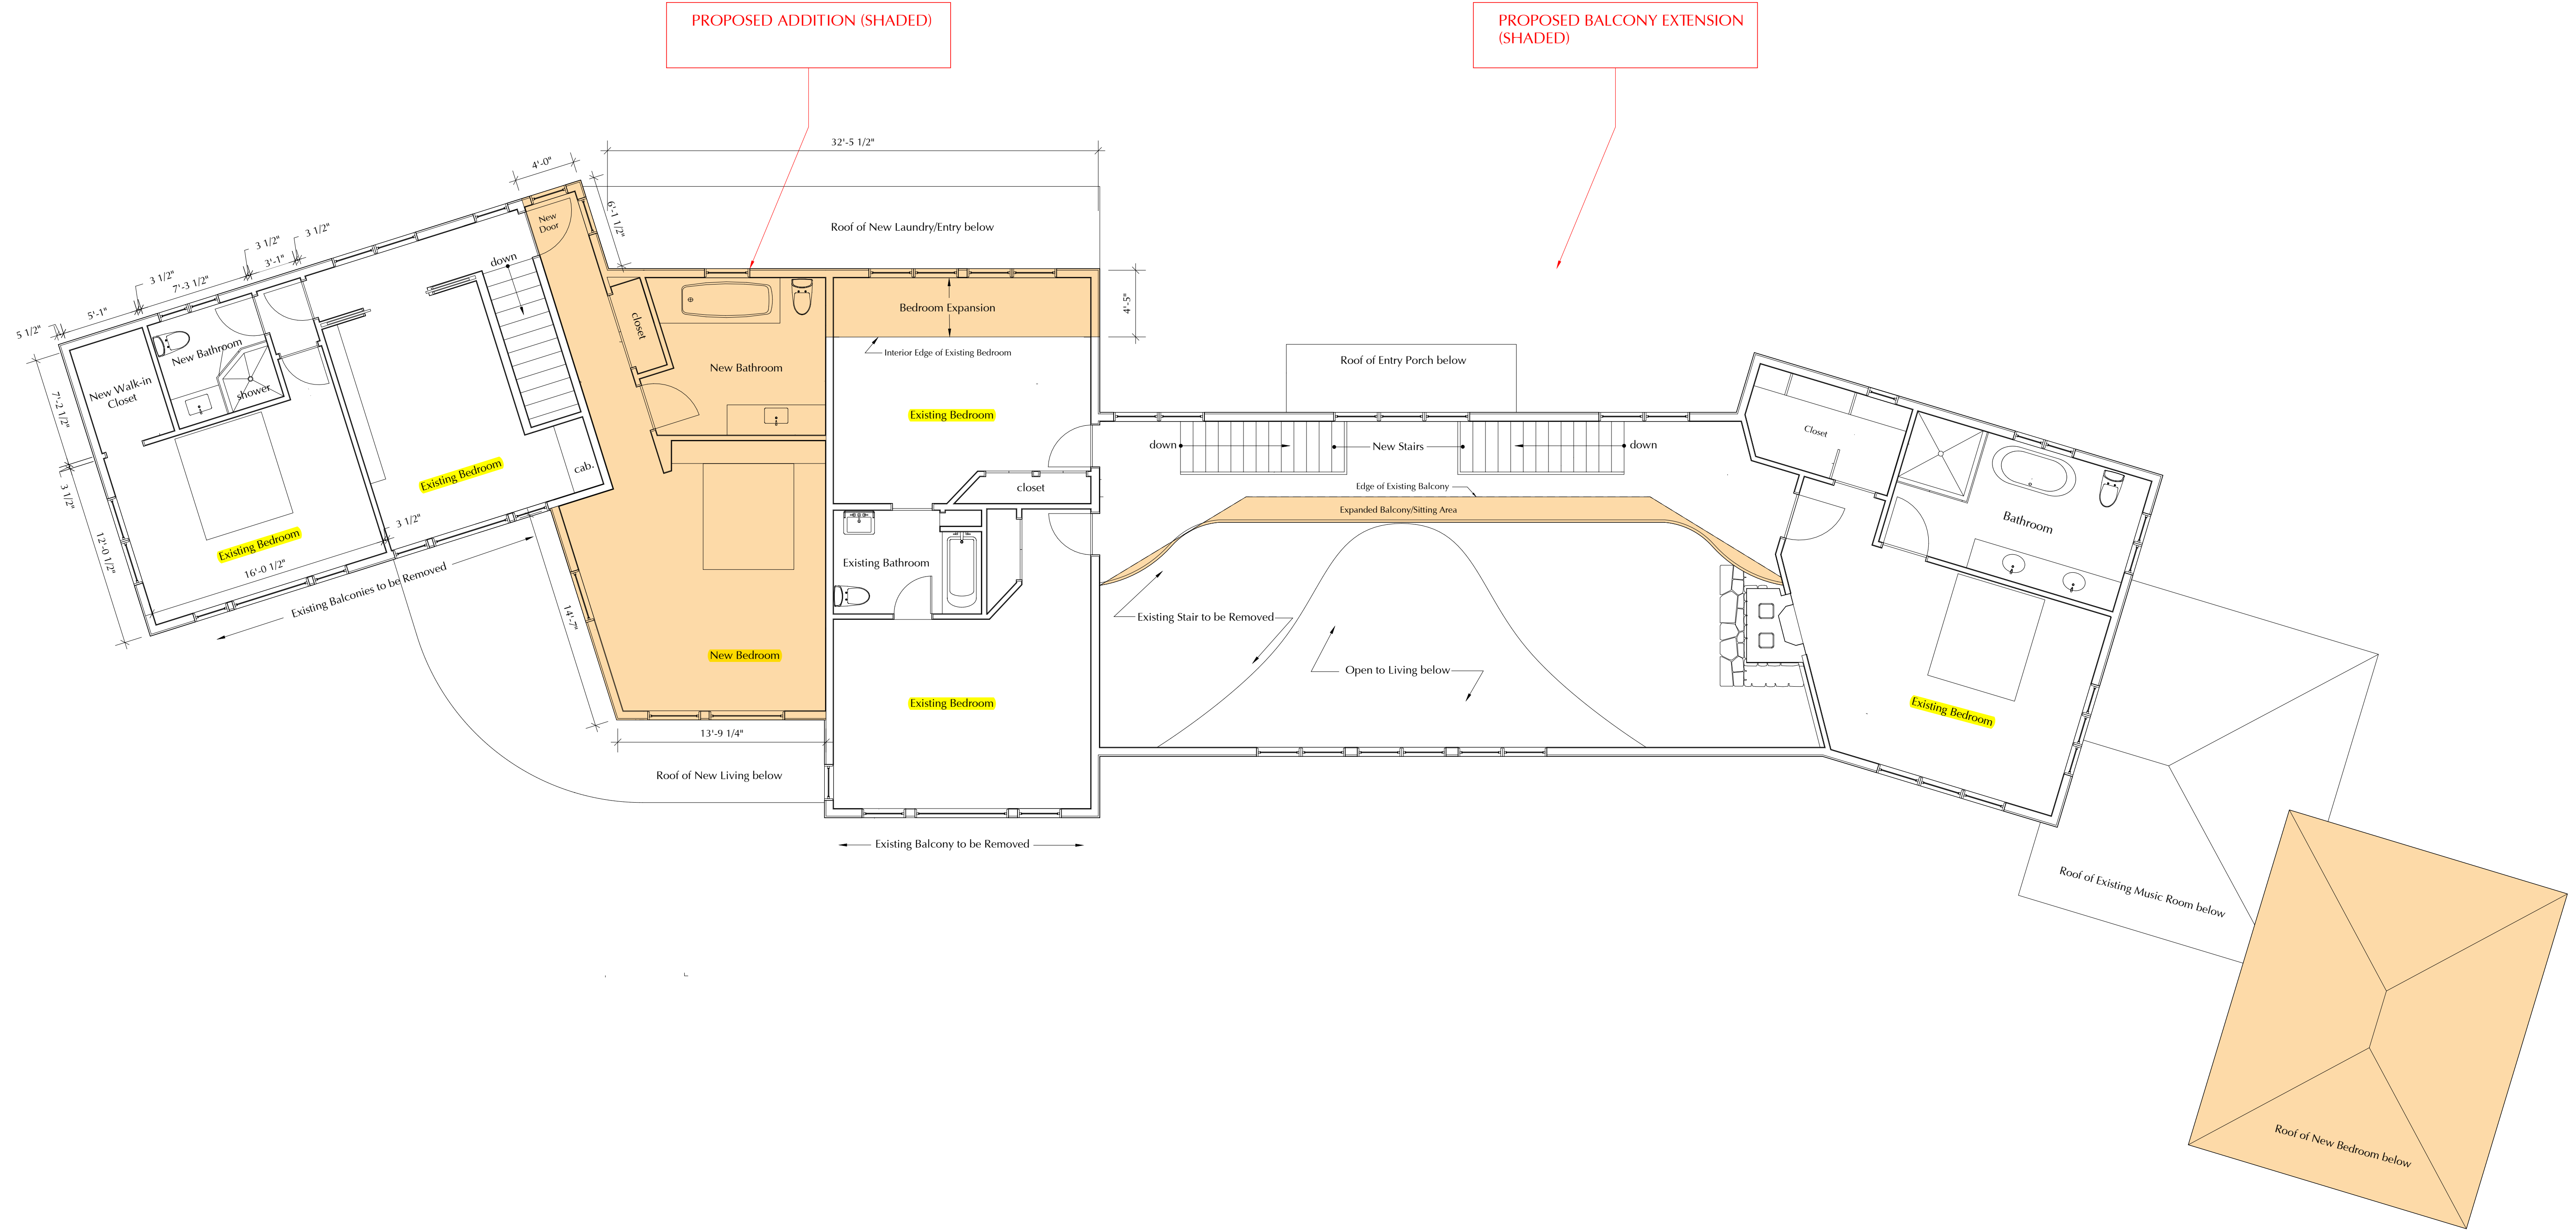 PROPOSED ADDITION (SHADED)
PROPOSED BALCONY EXTENSION
(SHADED)
32'-5 1/2"
4'-0"
6'-1 1/2"
New
Door
Roof of New Laundry/Entry below
3 1/2"
3 1/2"
3'-1"
3 1/2"
7'-3 1/2"
5'-1"
5 1/2"
down
4'-5"
Bedroom Expansion
Interior Edge of Existing Bedroom
closet
New Bathroom
New Bathroom
shower
New Walk-in
Closet
7'-2 1/2"
3 1/2"
12'-0 1/2"
Roof of Entry Porch below
Existing Bedroom
Existing Bedroom
cab.
closet
down
New Stairs
down
Closet
Edge of Existing Balcony
Expanded Balcony/Sitting Area
Bathroom
Existing Bedroom
3 1/2"
16'-0 1/2"
Existing Balconies to be Removed
14'-7"
Existing Bathroom
Existing Stair to be Removed
New Bedroom
Open to Living below
Existing Bedroom
Existing Bedroom
13'-9 1/4"
Roof of New Living below
Existing Balcony to be Removed
Roof of Existing Music Room below
Roof of New Bedroom below